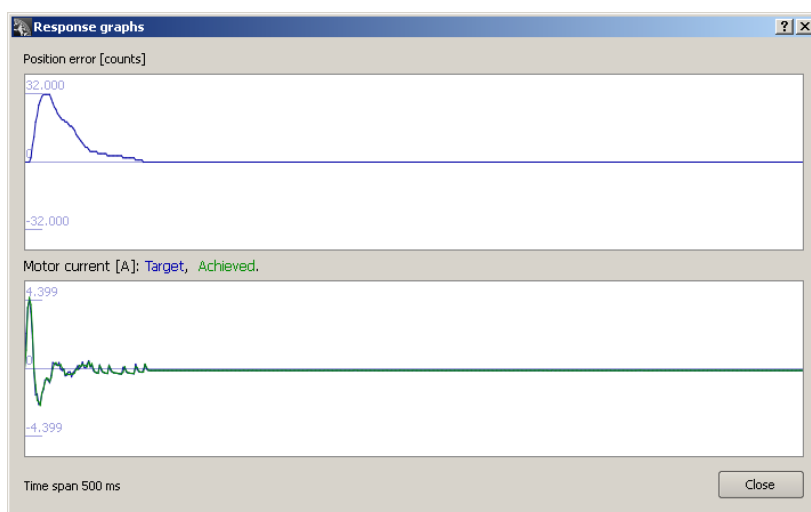 Response graphs
Position error [counts]
32.000
0
-32.000
Motor current [A]: Target, Achieved.
4.399
0
-4.399
Time span 500 ms
Close